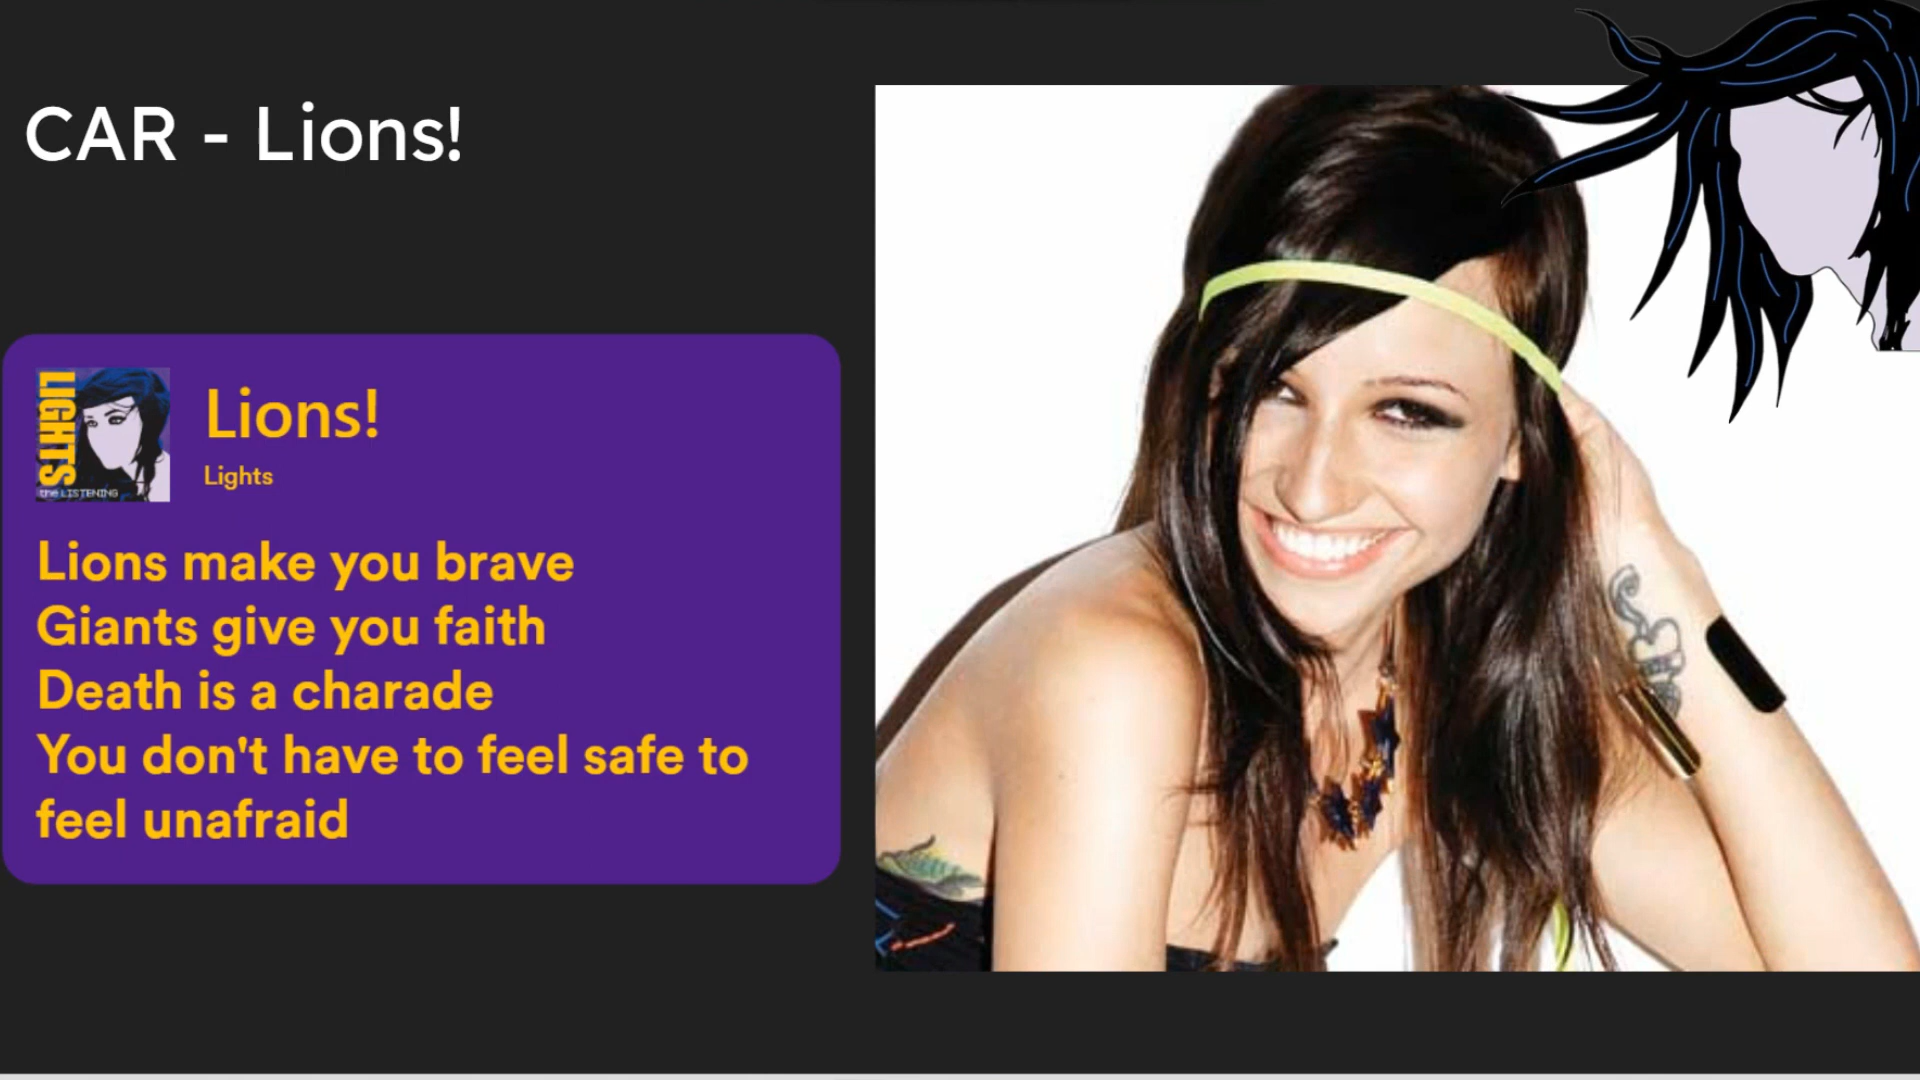 CAR - Lions!
LIGHTS
the LISTENING
Lions!
Lights
Lions make you brave
Giants give you faith
Death is a charade
You don't have to feel safe to
feel unafraid